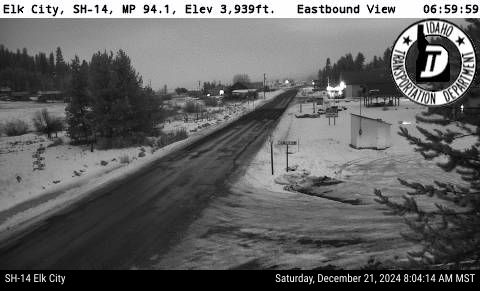 Elk City, SH-14, MP 94.1, Elev 3,939ft. Eastbound View 06:59:59
IDAHO
TRANSPORTATION DEPARTMENT
SH-14 Elk City
Saturday, December 21, 2024 8:04:14 AM MST